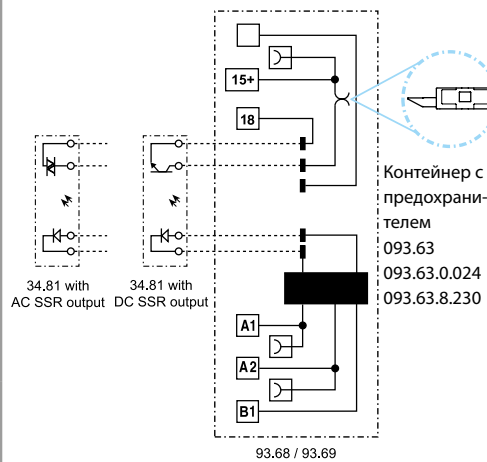 15+
18
Контейнер с
предохрани-
телем
093.63
093.63.0.024
093.63.8.230
34.81 with
AC SSR output
34.81 with
DC SSR output
A1
A2
B1
93.68 / 93.69